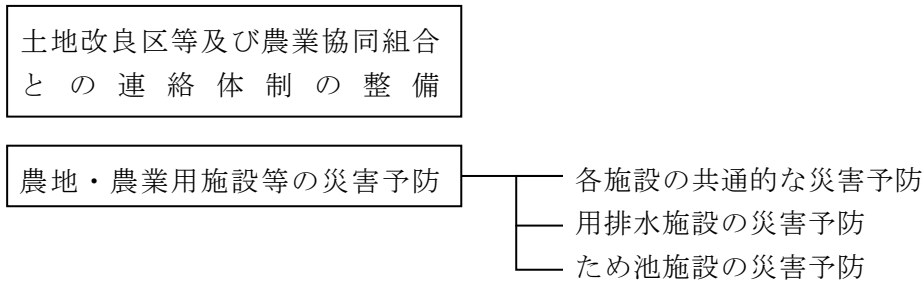 土地改良区等及び農業協同組合
との連絡体制の整備
農地・農業用施設等の災害予防
各施設の共通的な災害予防
用排水施設の災害予防
ため池施設の災害予防